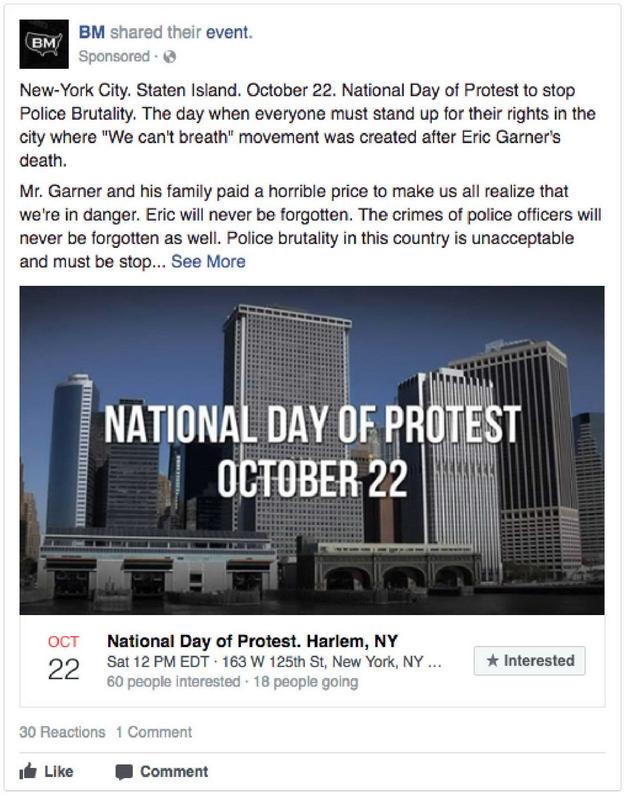 BM
BM shared their event.
Sponsored ·
New-York City. Staten Island. October 22. National Day of Protest to stop
Police Brutality. The day when everyone must stand up for their rights in the
city where "We can't breath" movement was created after Eric Garner's
death.
Mr. Garner and his family paid a horrible price to make us all realize that
we're in danger. Eric will never be forgotten. The crimes of police officers will
never be forgotten as well. Police brutality in this country is unacceptable
and must be stop... See More
NATIONAL DAY OF PROTEST
OCTOBER 22
OCT
22
National Day of Protest. Harlem, NY
Sat 12 PM EDT · 163 W 125th St, New York, NY ...
60 people interested · 18 people going
★ Interested
30 Reactions 1 Comment
Like Comment